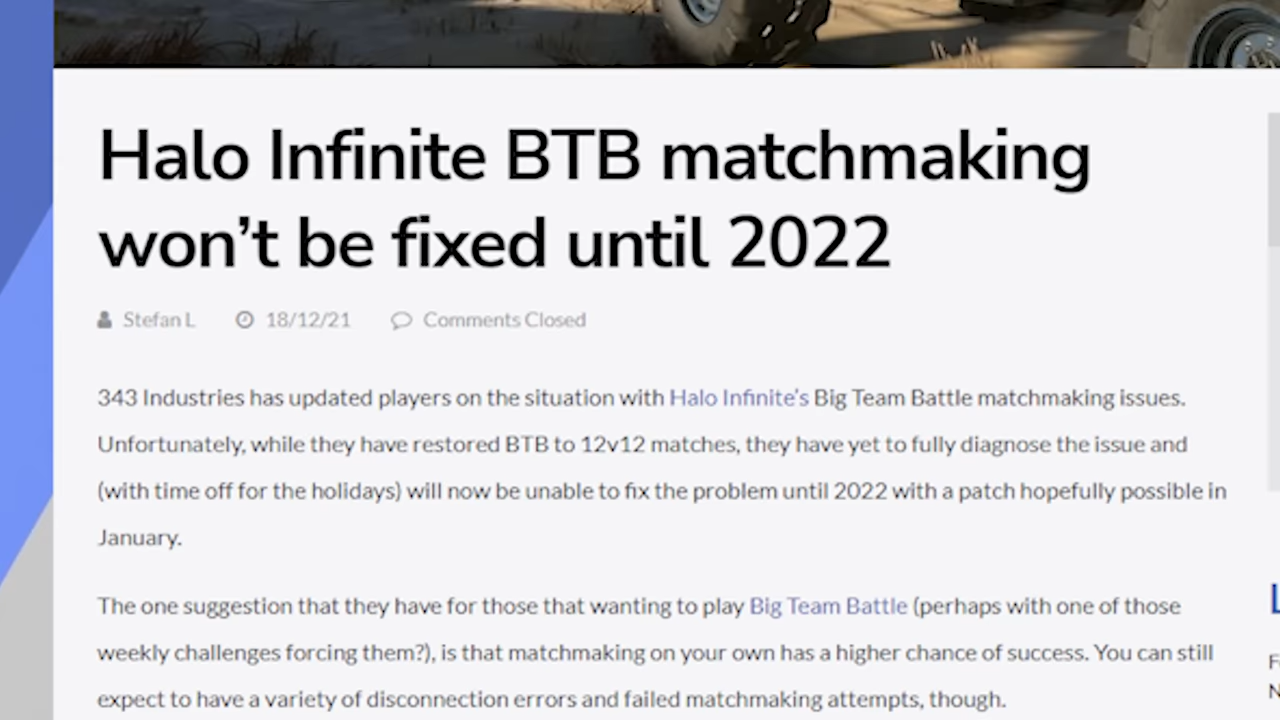 Halo Infinite BTB matchmaking
won't be fixed until 2022
Stefan L 18/12/21 Comments Closed
343 Industries has updated players on the situation with Halo Infinite's Big Team Battle matchmaking issues.
Unfortunately, while they have restored BTB to 12v12 matches, they have yet to fully diagnose the issue and
(with time off for the holidays) will now be unable to fix the problem until 2022 with a patch hopefully possible in
January.
The one suggestion that they have for those that wanting to play Big Team Battle (perhaps with one of those
weekly challenges forcing them?), is that matchmaking on your own has a higher chance of success. You can still
expect to have a variety of disconnection errors and failed matchmaking attempts, though.